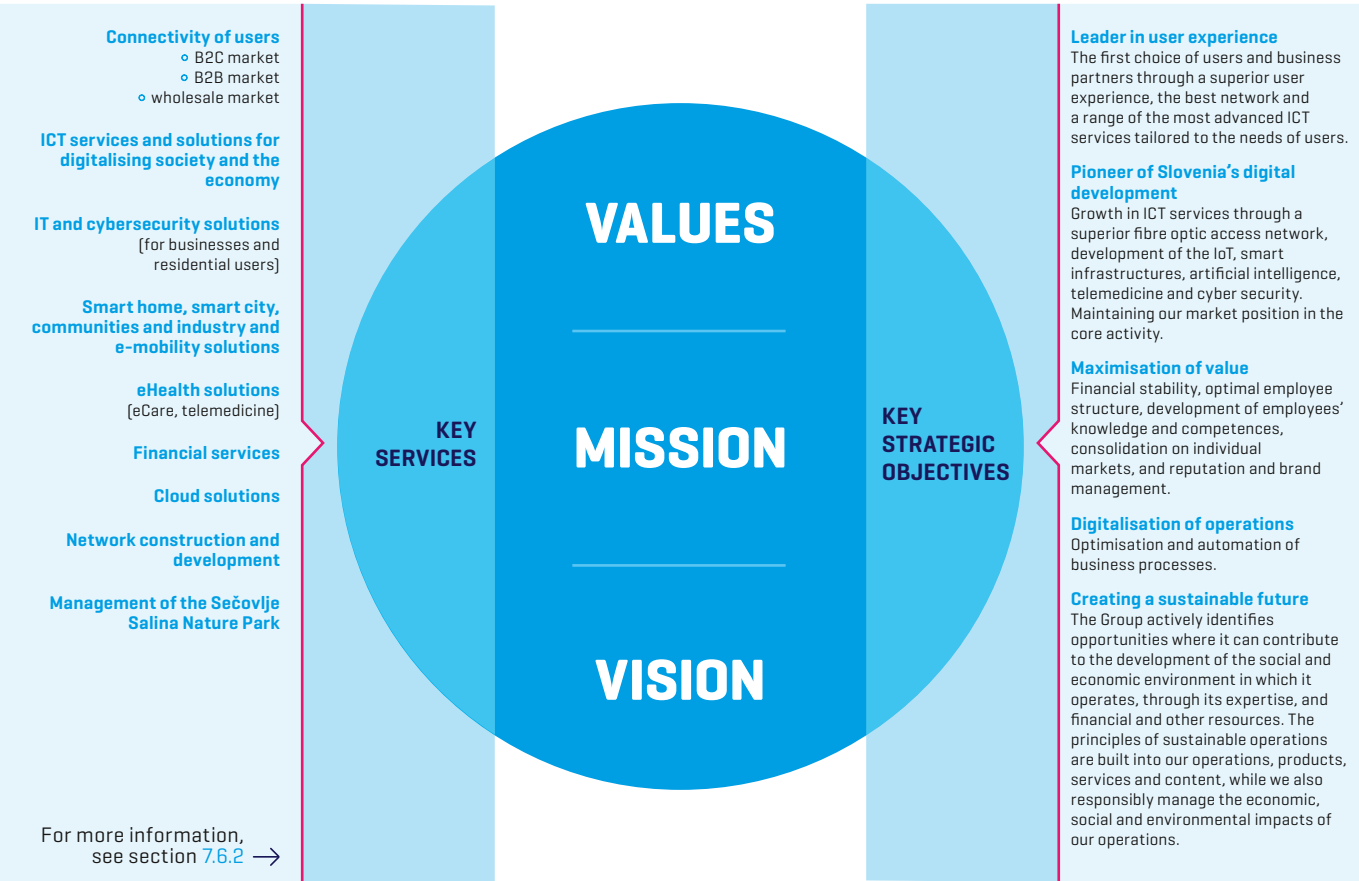 Connectivity of users
B2C market
B2B market
wholesale market
ICT services and solutions for
digitalising society and the
economy
IT and cybersecurity solutions
(for businesses and
residential users)
Smart home, smart city,
communities and industry and
e-mobility solutions
eHealth solutions
(eCare, telemedicine)
Financial services
Cloud solutions
Network construction and
development
Management of the Sečovlje
Salina Nature Park
For more information,
see section 7.6.2 →
KEY
SERVICES
VALUES
MISSION
VISION
KEY
STRATEGIC
OBJECTIVES
Leader in user experience
The first choice of users and business
partners through a superior user
experience, the best network and
a range of the most advanced ICT
services tailored to the needs of users.
Pioneer of Slovenia's digital
development
Growth in ICT services through a
superior fibre optic access network,
development of the IoT, smart
infrastructures, artificial intelligence,
telemedicine and cyber security.
Maintaining our market position in the
core activity.
Maximisation of value
Financial stability, optimal employee
structure, development of employees'
knowledge and competences,
consolidation on individual
markets, and reputation and brand
management.
Digitalisation of operations
Optimisation and automation of
business processes.
Creating a sustainable future
The Group actively identifies
opportunities where it can contribute
to the development of the social and
economic environment in which it
operates, through its expertise, and
financial and other resources. The
principles of sustainable operations
are built into our operations, products,
services and content, while we also
responsibly manage the economic,
social and environmental impacts of
our operations.